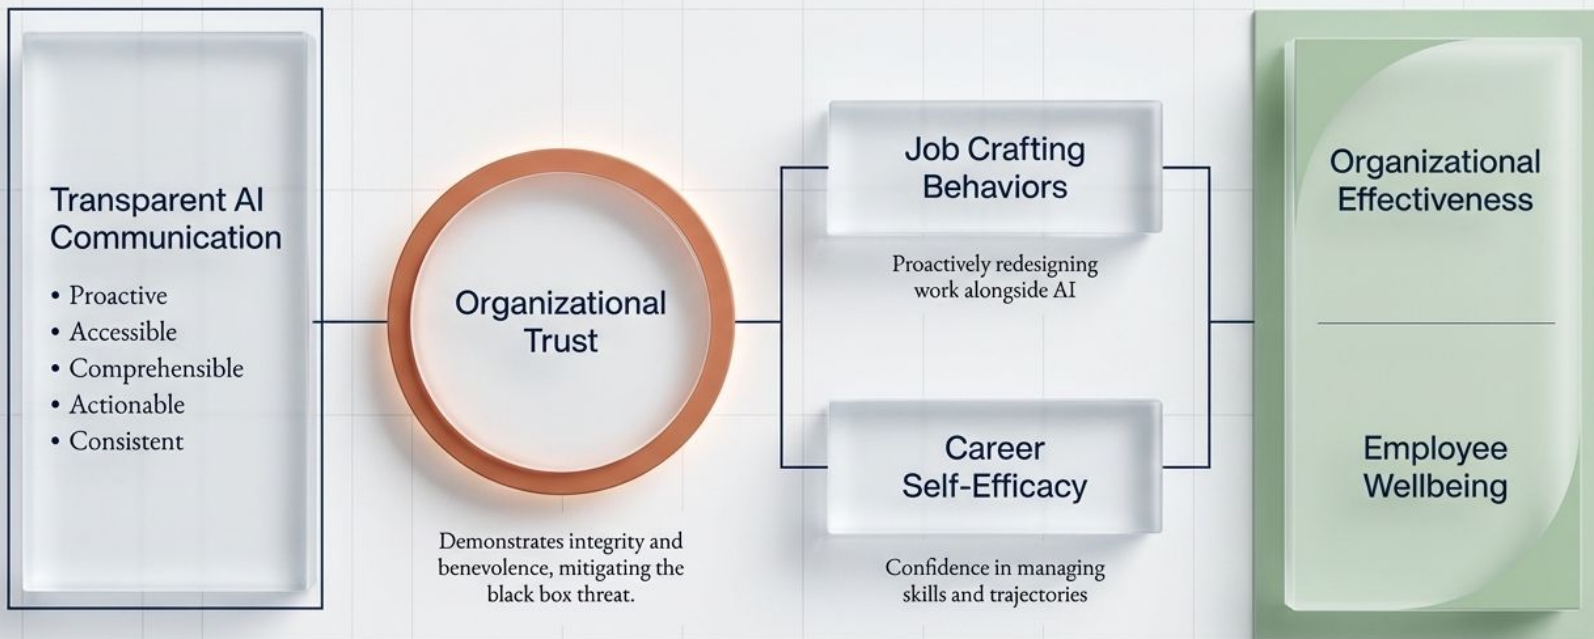 Transparent AI
Communication
• Proactive
• Accessible
• Comprehensible
• Actionable
• Consistent
Organizational
Trust
Demonstrates integrity and
benevolence, mitigating the
black box threat.
Job Crafting
Behaviors
Proactively redesigning
work alongside AI
Career
Self-Efficacy
Confidence in managing
skills and trajectories
Organizational
Effectiveness
Employee
Wellbeing